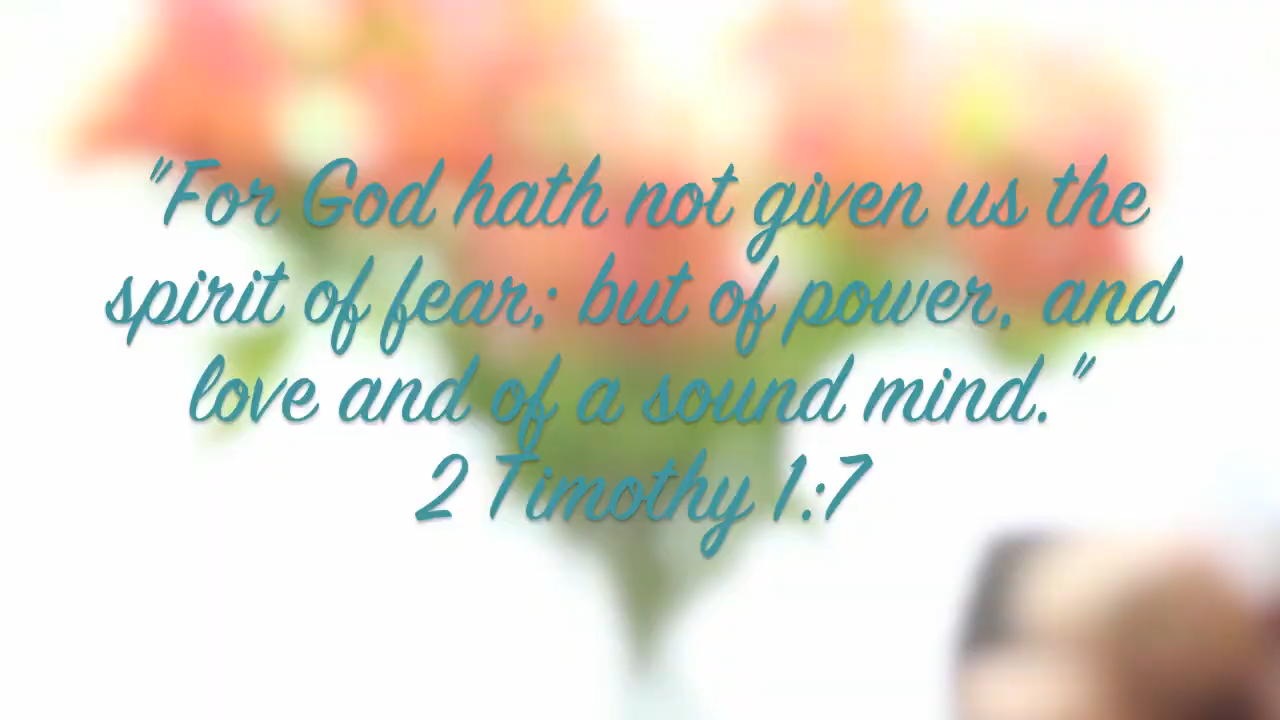 "For God hath not given us the
spirit of fear; but of power, and
love and of a sound mind."
2 Timothy 1:7